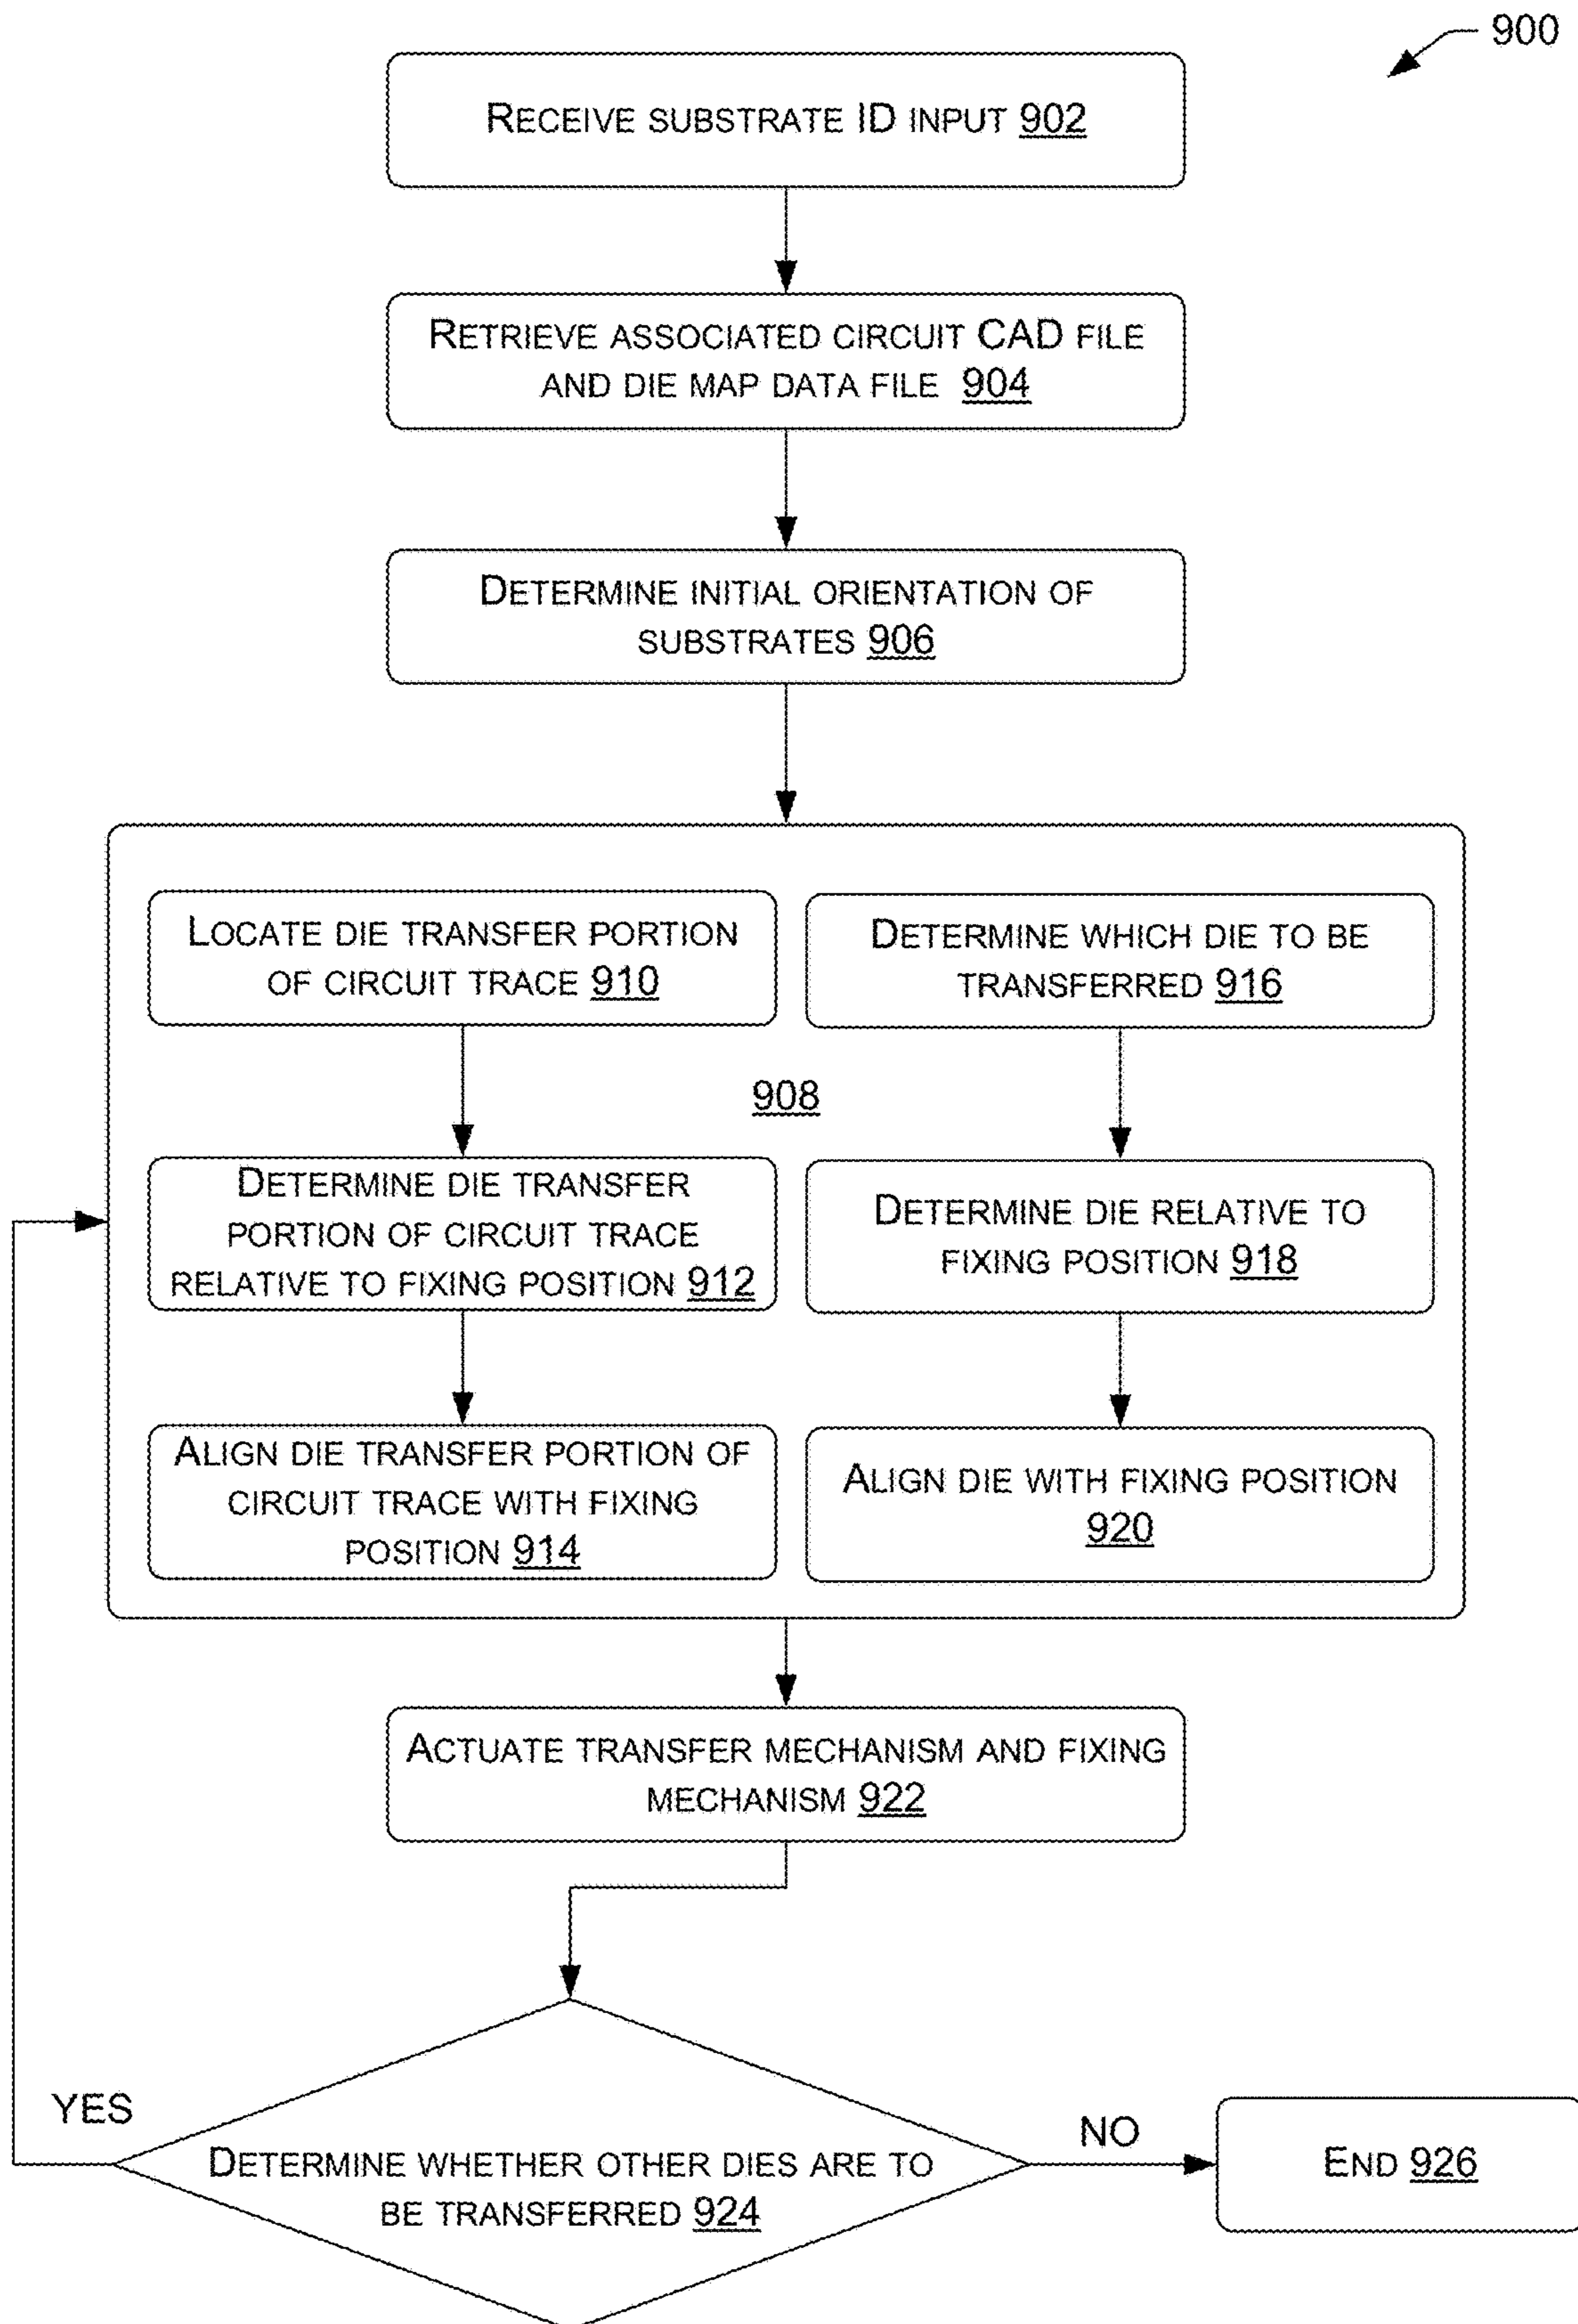 900
RECEIVE SUBSTRATE ID INPUT 902
RETRIEVE ASSOCIATED CIRCUIT CAD FILE
AND DIE MAP DATA FILE 904
DETERMINE INITIAL ORIENTATION OF
SUBSTRATES 906
LOCATE DIE TRANSFER PORTION
OF CIRCUIT TRACE 910
DETERMINE WHICH DIE TO BE
TRANSFERRED 916
908
DETERMINE DIE TRANSFER
PORTION OF CIRCUIT TRACE
RELATIVE TO FIXING POSITION 912
DETERMINE DIE RELATIVE TO
FIXING POSITION 918
ALIGN DIE TRANSFER PORTION OF
CIRCUIT TRACE WITH FIXING
POSITION 914
ALIGN DIE WITH FIXING POSITION
920
ACTUATE TRANSFER MECHANISM AND FIXING
MECHANISM 922
YES
DETERMINE WHETHER OTHER DIES ARE TO
BE TRANSFERRED 924
NO
END 926